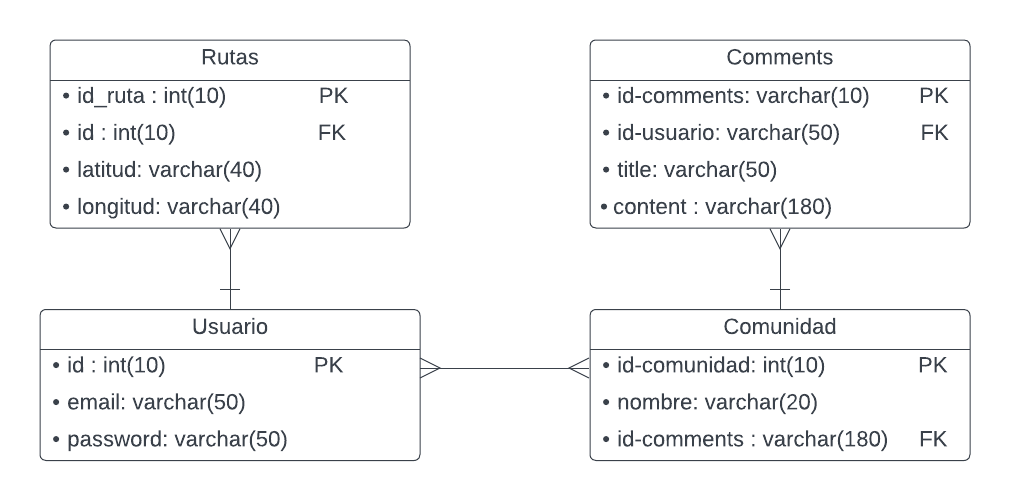 Rutas
• id_ruta : int(10) PK
• id : int(10) FK
• latitud: varchar(40)
• longitud: varchar(40)
Comments
• id-comments: varchar(10) PK
• id-usuario: varchar(50) FK
• title: varchar(50)
• content : varchar(180)
Usuario
• id : int(10) PK
• email: varchar(50)
• password: varchar(50)
Comunidad
• id-comunidad: int(10) PK
• nombre: varchar(20)
• id-comments : varchar(180) FK